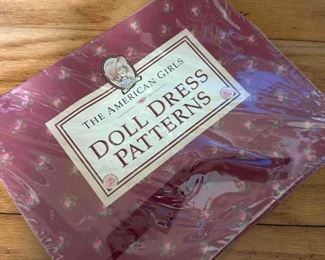 THE AMERICAN GIRLS
DOLL DRESS
PATTERNS